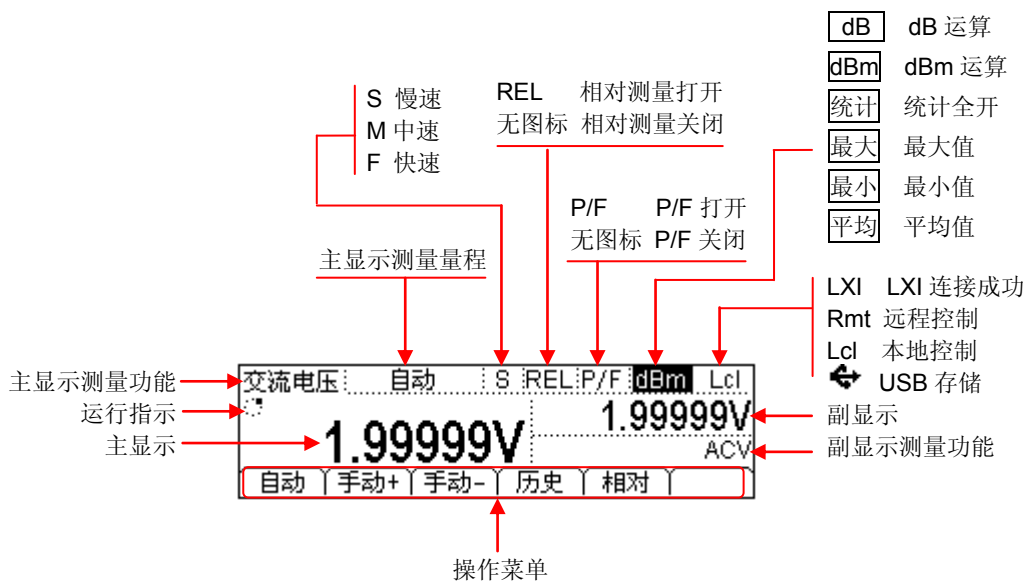 dB dB 运算
dBm dBm 运算
统计 统计全开
最大 最大值
最小 最小值
平均 平均值
S 慢速
M 中速
F 快速
REL 相对测量打开
无图标 相对测量关闭
P/F P/F 打开
无图标 P/F 关闭
主显示测量量程
LXI LXI 连接成功
Rmt 远程控制
Lcl 本地控制
USB 存储
主显示测量功能
运行指示
主显示
交流电压 自动 S REL P/F dBm Lcl
1.99999V
1.99999V
ACV
自动 手动+ 手动- 历史 相对
副显示
副显示测量功能
操作菜单